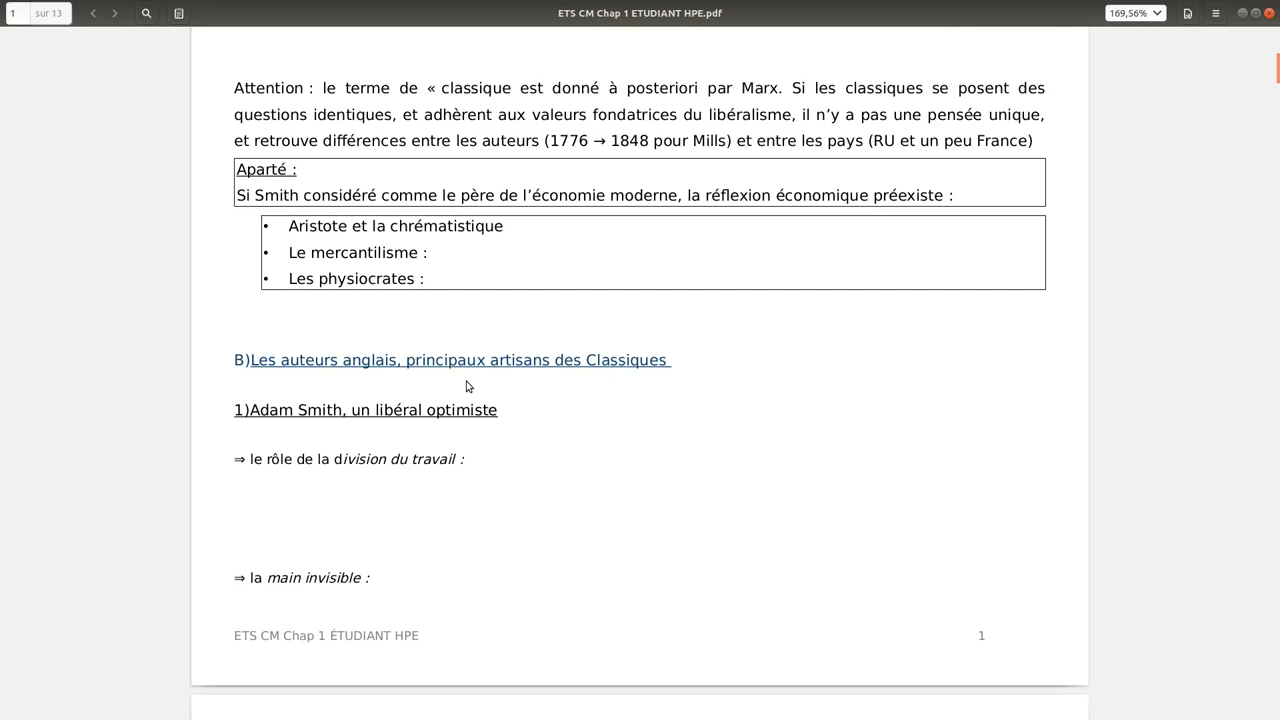 1 sur 13
ETS CM Chap 1 ETUDIANT HPE.pdf
169,56%
Attention : le terme de « classique est donné à posteriori par Marx. Si les classiques se posent des
questions identiques, et adhèrent aux valeurs fondatrices du libéralisme, il n’y a pas une pensée unique,
et retrouve différences entre les auteurs (1776 → 1848 pour Mills) et entre les pays (RU et un peu France)
Aparté :
Si Smith considéré comme le père de l’économie moderne, la réflexion économique préexiste :
• Aristote et la chrématistique
• Le mercantilisme :
• Les physiocrates :
B)Les auteurs anglais, principaux artisans des Classiques
1)Adam Smith, un libéral optimiste
⇒ le rôle de la division du travail :
⇒ la main invisible :
ETS CM Chap 1 ÉTUDIANT HPE 1